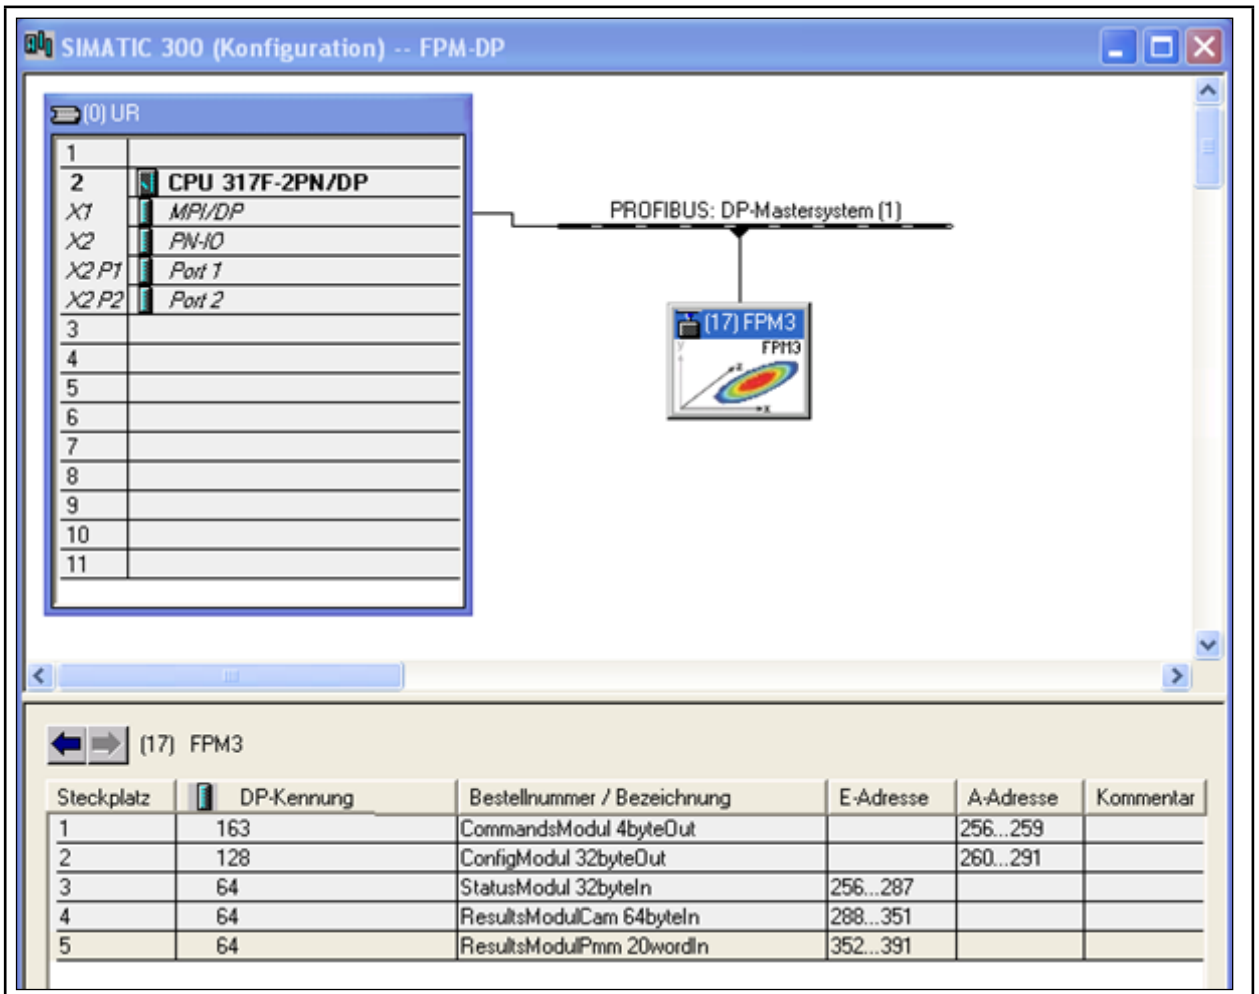 SIMATIC 300 (Konfiguration) -- FPM-DP
(0) UR
1
2 CPU 317F-2PN/DP
X1 MPI/DP
X2 PN-IO
X2 P1 Port 1
X2 P2 Port 2
3
4
5
6
7
8
9
10
11
PROFIBUS: DP-Mastersystem (1)
(17) FPM3
FPM3
y
z
x
(17) FPM3
Steckplatz DP-Kennung Bestellnummer / Bezeichnung E-Adresse A-Adresse Kommentar
1 163 CommandsModul 4byteOut 256...259
2 128 ConfigModul 32byteOut 260...291
3 64 StatusModul 32byteIn 256...287
4 64 ResultsModulCam 64byteIn 288...351
5 64 ResultsModulPmm 20wordIn 352...391